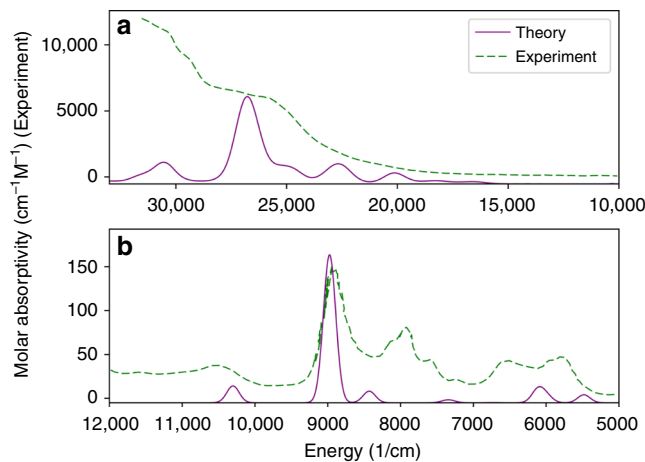 a
Theory
Experiment
10,000
5000
0
30,000 25,000 20,000 15,000 10,000
Molar absorptivity (cm⁻¹M⁻¹) (Experiment)
b
150
100
50
0
12,000 11,000 10,000 9000 8000 7000 6000 5000
Energy (1/cm)